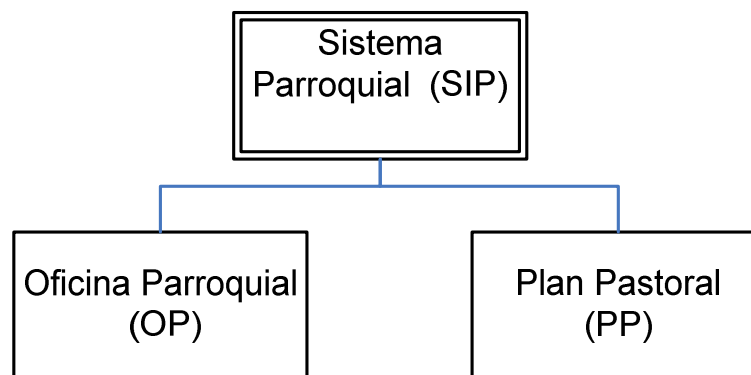 Sistema
Parroquial (SIP)
Oficina Parroquial
(OP)
Plan Pastoral
(PP)